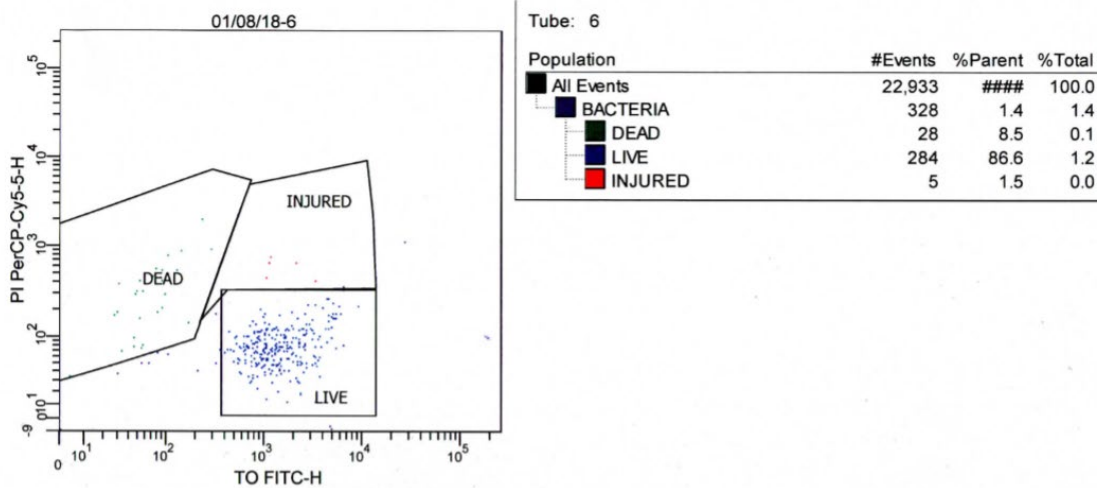 01/08/18-6
10^5
10^4
10^3
10^2
10^1
0
-9
PI PerCP-Cy5-5-H
INJURED
DEAD
LIVE
0
10^1
10^2
10^3
10^4
10^5
TO FITC-H
Tube: 6
Population #Events %Parent %Total
All Events 22,933 #### 100.0
BACTERIA 328 1.4 1.4
DEAD 28 8.5 0.1
LIVE 284 86.6 1.2
INJURED 5 1.5 0.0